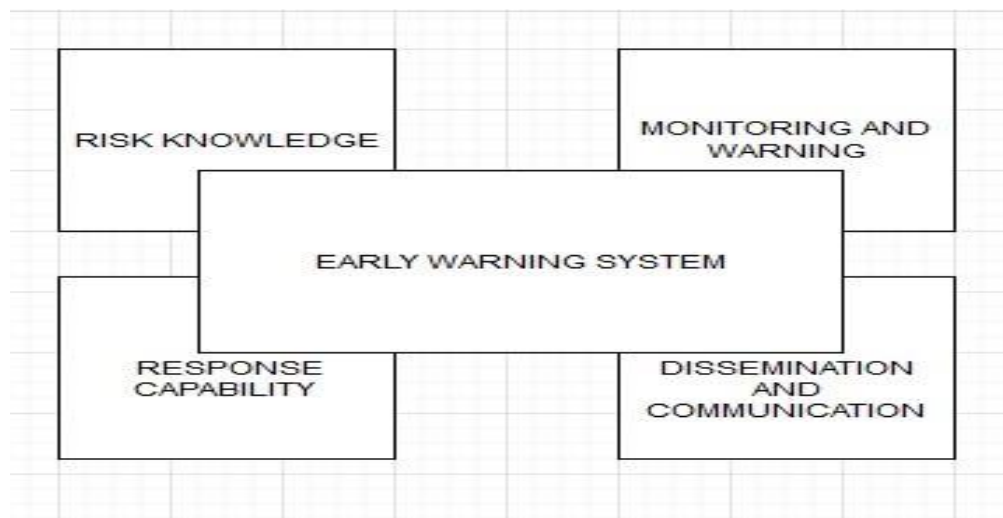 RISK KNOWLEDGE
MONITORING AND
WARNING
EARLY WARNING SYSTEM
RESPONSE
CAPABILITY
DISSEMINATION
AND
COMMUNICATION